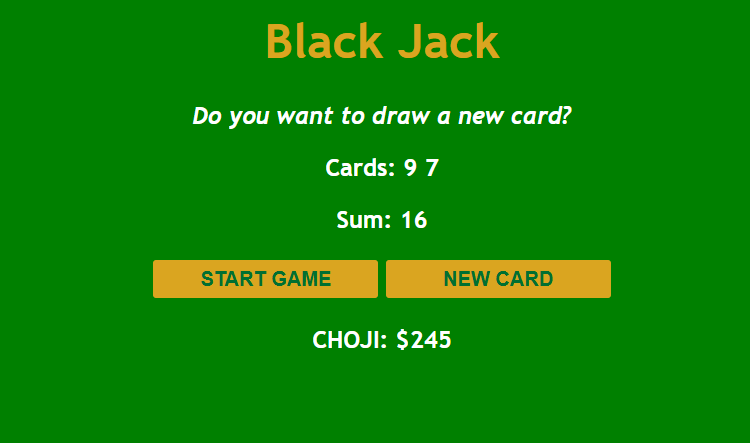 Black Jack
Do you want to draw a new card?
Cards: 9 7
Sum: 16
START GAME NEW CARD
CHOJI: $245